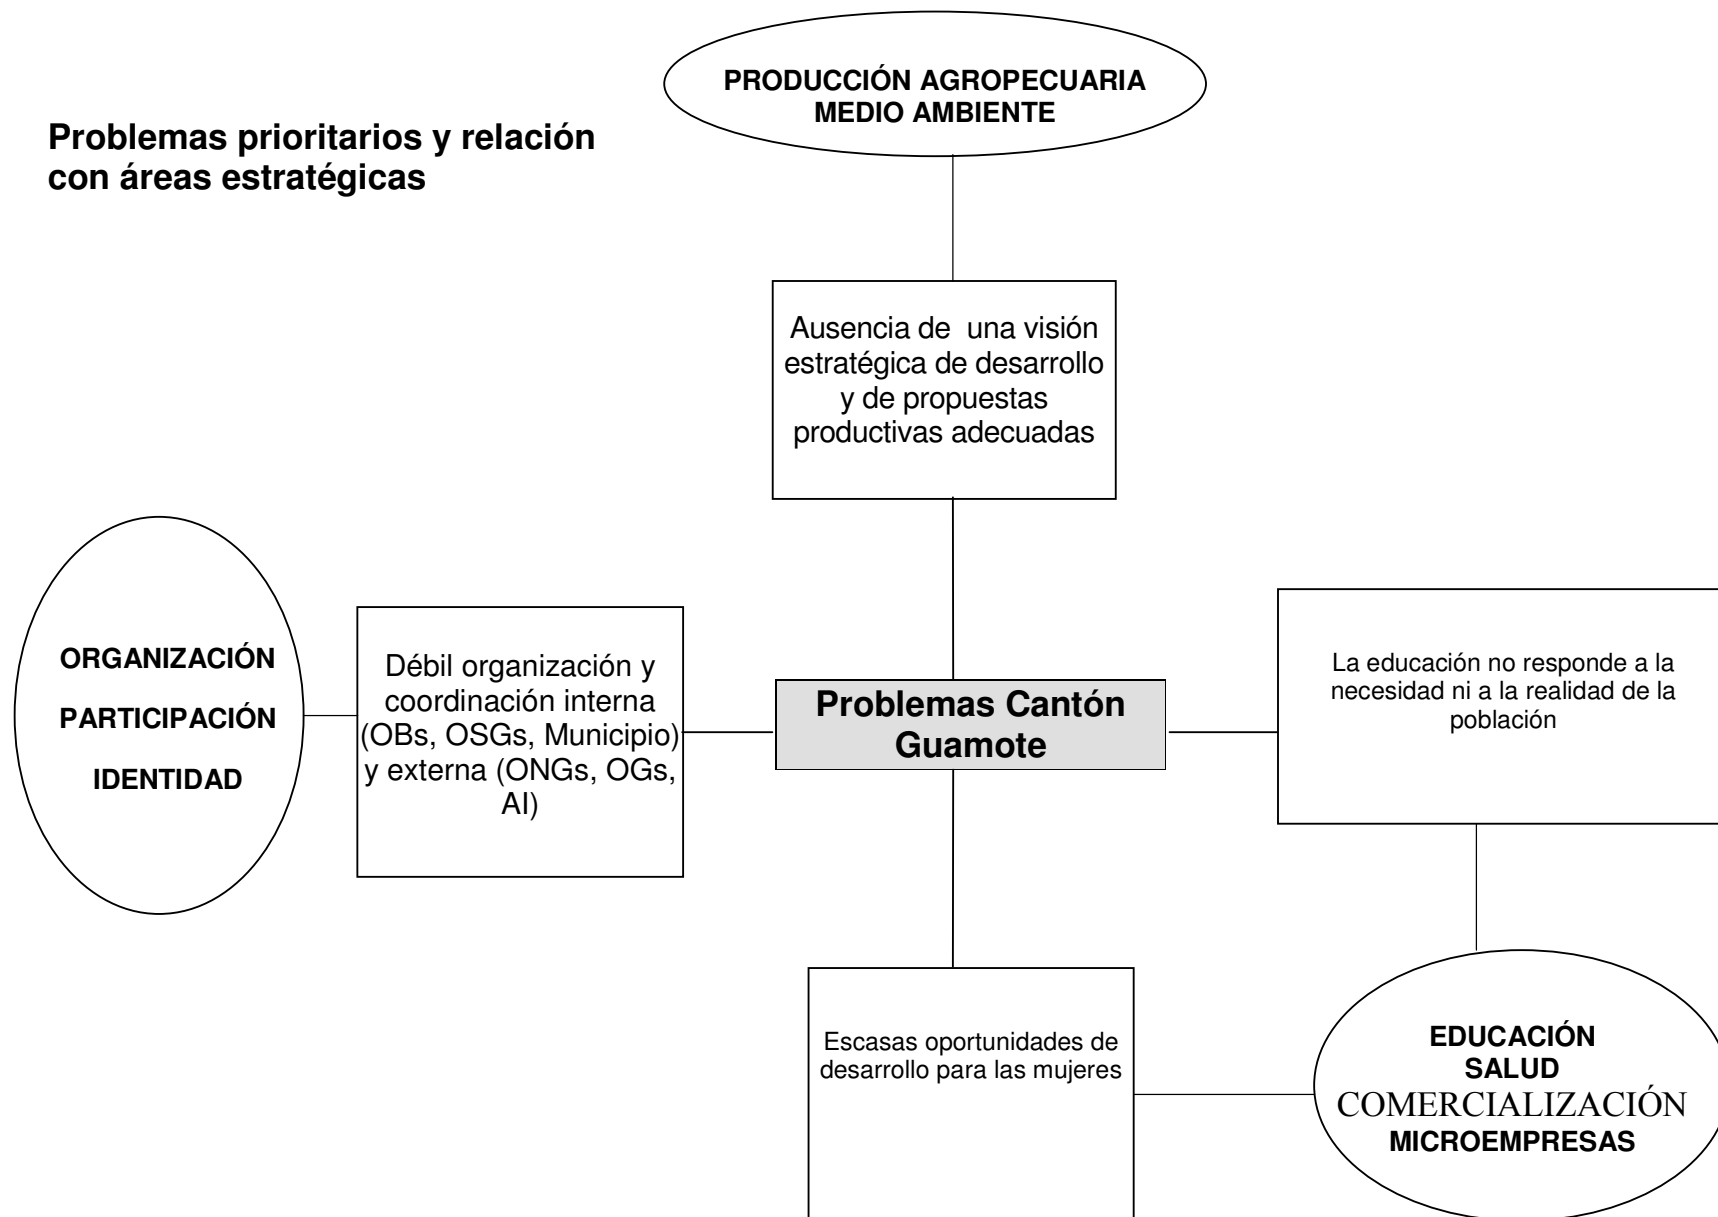 PRODUCCIÓN AGROPECUARIA
MEDIO AMBIENTE
Problemas prioritarios y relación
con áreas estratégicas
Ausencia de una visión
estratégica de desarrollo
y de propuestas
productivas adecuadas
ORGANIZACIÓN
PARTICIPACIÓN
IDENTIDAD
Débil organización y
coordinación interna
(OBs, OSGs, Municipio)
y externa (ONGs, OGs,
AI)
Problemas Cantón
Guamote
La educación no responde a la
necesidad ni a la realidad de la
población
Escasas oportunidades de
desarrollo para las mujeres
EDUCACIÓN
SALUD
COMERCIALIZACIÓN
MICROEMPRESAS